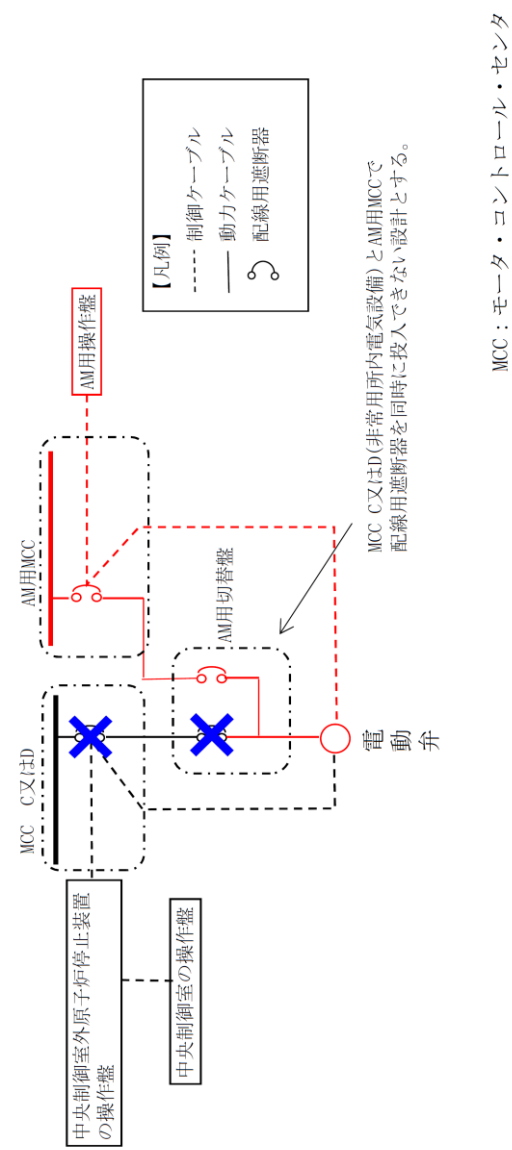 中央制御室外原子炉停止装置
の操作盤
中央制御室の操作盤
MCC　C又はD
AM用MCC
AM用操作盤
AM用切替盤
電
動
弁
MCC C又はD(非常用所内電気設備)とAM用MCCで
配線用遮断器を同時に投入できない設計とする。
【凡例】
制御ケーブル
動力ケーブル
配線用遮断器
MCC：モータ・コントロール・センタ